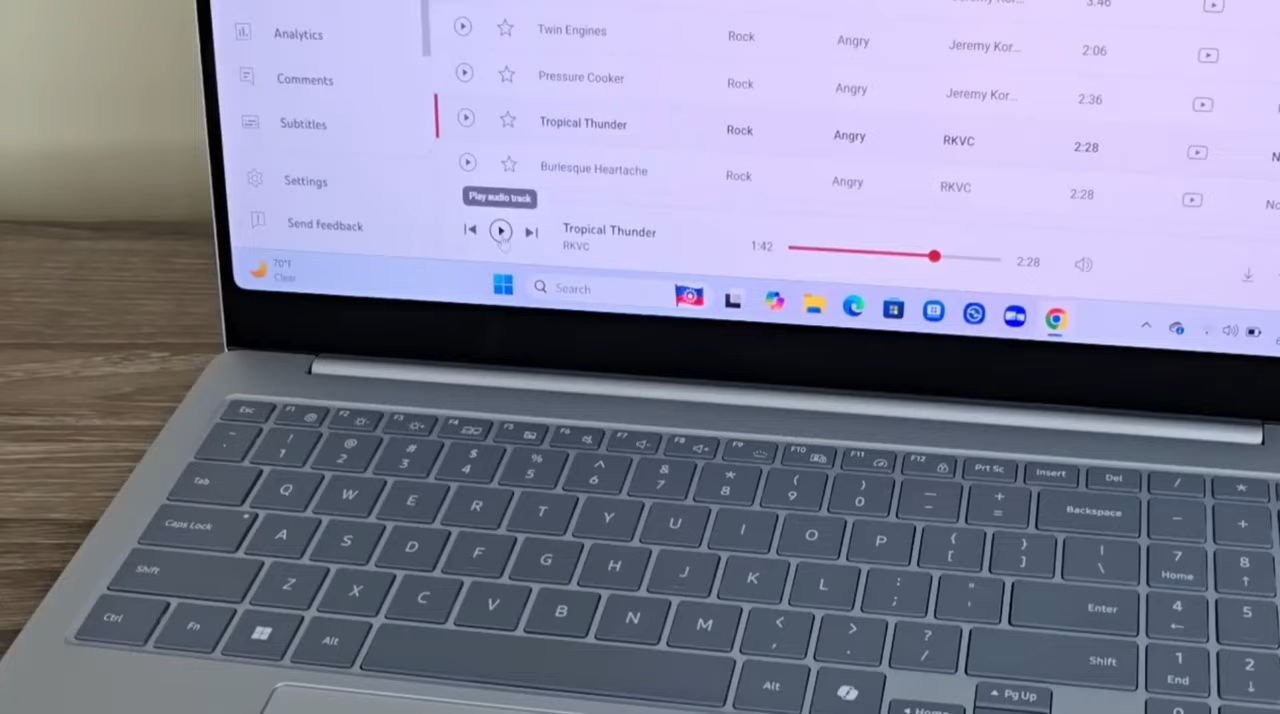 Jeremy Kor...
3:46
Analytics
Twin Engines Rock Angry Jeremy Kor... 2:06
Comments
Pressure Cooker Rock Angry Jeremy Kor... 2:36
Subtitles
Tropical Thunder Rock Angry RKVC 2:28
Burlesque Heartache Rock Angry RKVC 2:28
Settings
Play audio track
Send feedback
Tropical Thunder
RKVC
1:42
2:28
70°F
Clear
Search
Esc F1 F2 F3 F4 F5 F6 F7 F8 F9 F10 F11 F12 Prt Sc Insert Del / *
~ ! @ # $ % ^ & * ( ) — +
1 2 3 4 5 6 7 8 9 0 - = Backspace - +
Tab Q W E R T Y U I O P { [ } ] | \ 7 Home 8 ↑
Caps Lock A S D F G H J K L : ; " ' Enter 4 ← 5
Shift Z X C V B N M < , > . ? / Shift 1 End 2 ↓
Ctrl Fn Alt Alt ◄ Home ▲ Pg Up